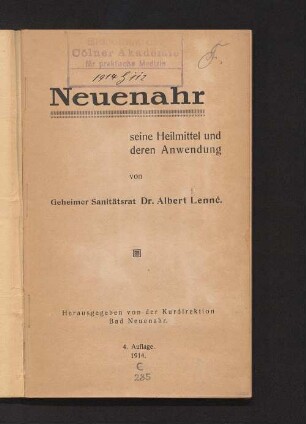 Cölner Akademie
für praktische Medizin
1914
Neuenahr
seine Heilmittel und
deren Anwendung
von
Geheimer Sanitätsrat Dr. Albert Lenné.
Herausgegeben von der Kurdirektion
Bad Neuenahr.
4. Auflage.
1914.
C
285